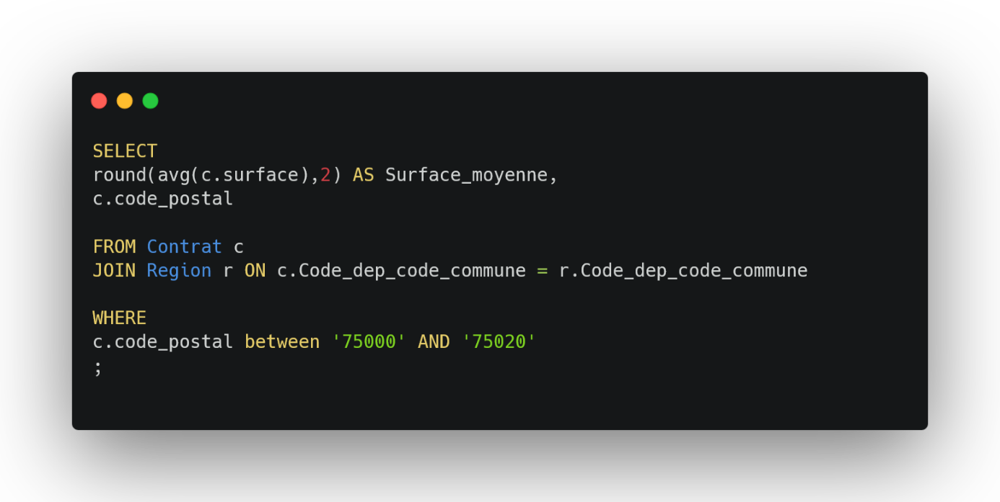 SELECT
round(avg(c.surface),2) AS Surface_moyenne,
c.code_postal
FROM Contrat c
JOIN Region r ON c.Code_dep_code_commune = r.Code_dep_code_commune
WHERE
c.code_postal between '75000' AND '75020'
;